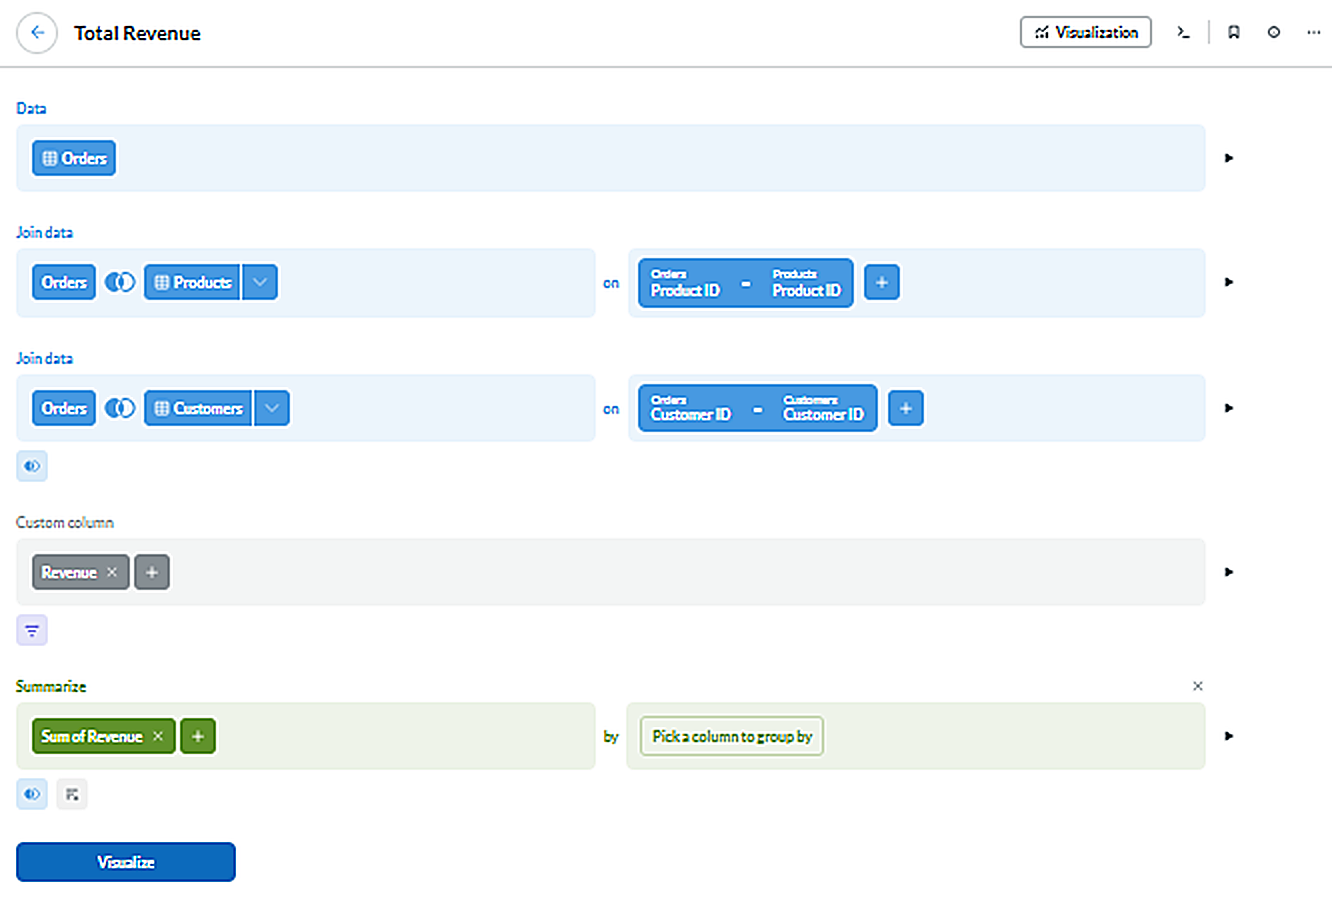 Total Revenue
Visualization
Data
Orders
Join data
Orders Products on Orders Product ID = Products Product ID +
Join data
Orders Customers on Orders Customer ID = Customers Customer ID +
Custom column
Revenue × +
Summarize ×
Sum of Revenue × + by Pick a column to group by
Visualize